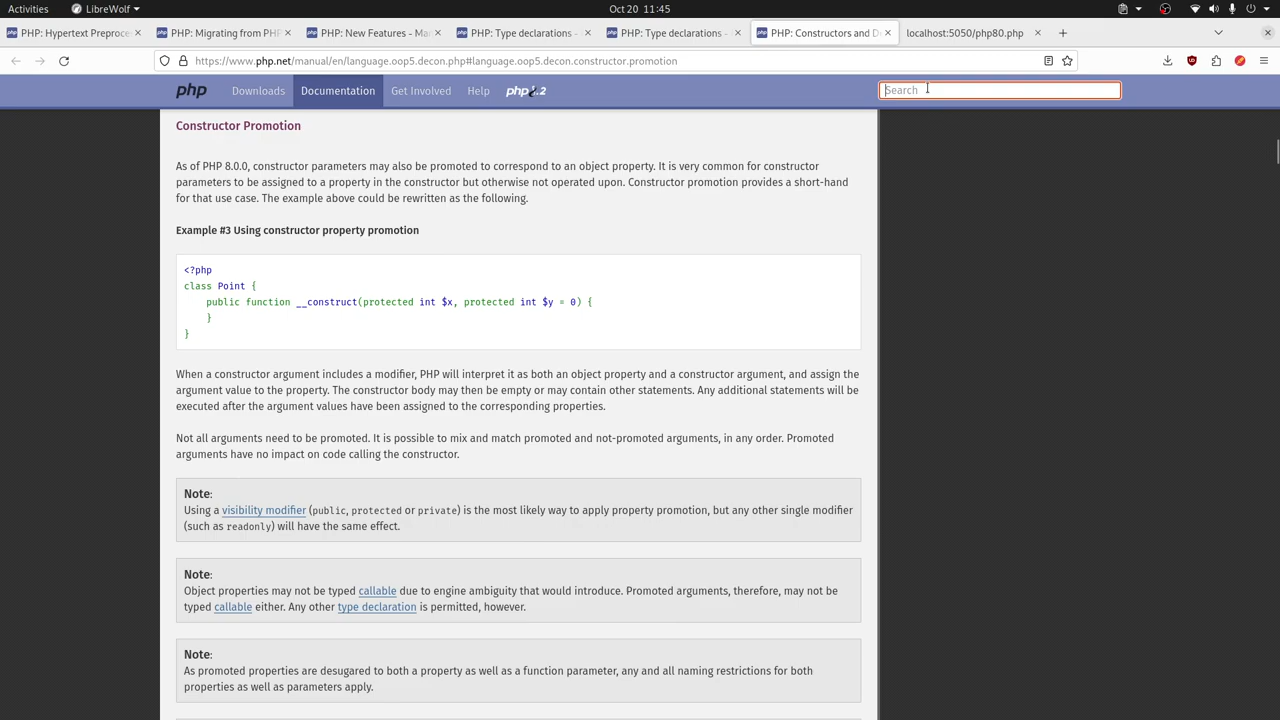 Activities LibreWolf Oct 20 11:45
PHP: Hypertext Preproce PHP: Migrating from PH PHP: New Features - Ma PHP: Type declarations - PHP: Type declarations - PHP: Constructors and D localhost:5050/php80.php
https://www.php.net/manual/en/language.oop5.decon.php#language.oop5.decon.constructor.promotion
php Downloads Documentation Get Involved Help Search
Constructor Promotion
As of PHP 8.0.0, constructor parameters may also be promoted to correspond to an object property. It is very common for constructor
parameters to be assigned to a property in the constructor but otherwise not operated upon. Constructor promotion provides a short-hand
for that use case. The example above could be rewritten as the following.
Example #3 Using constructor property promotion
<?php
class Point {
public function __construct(protected int $x, protected int $y = 0) {
}
}
When a constructor argument includes a modifier, PHP will interpret it as both an object property and a constructor argument, and assign the
argument value to the property. The constructor body may then be empty or may contain other statements. Any additional statements will be
executed after the argument values have been assigned to the corresponding properties.
Not all arguments need to be promoted. It is possible to mix and match promoted and not-promoted arguments, in any order. Promoted
arguments have no impact on code calling the constructor.
Note:
Using a visibility modifier (public, protected or private) is the most likely way to apply property promotion, but any other single modifier
(such as readonly) will have the same effect.
Note:
Object properties may not be typed callable due to engine ambiguity that would introduce. Promoted arguments, therefore, may not be
typed callable either. Any other type declaration is permitted, however.
Note:
As promoted properties are desugared to both a property as well as a function parameter, any and all naming restrictions for both
properties as well as parameters apply.